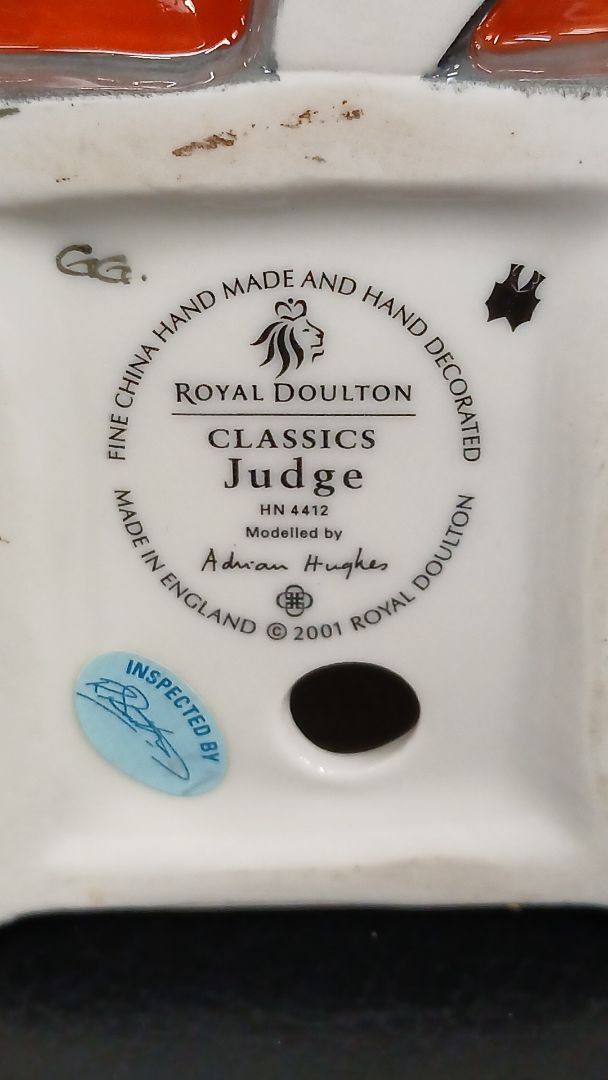 GG.
FINE CHINA HAND MADE AND HAND DECORATED
ROYAL DOULTON
CLASSICS
Judge
HN 4412
Modelled by
Adrian Hughes
MADE IN ENGLAND © 2001 ROYAL DOULTON
INSPECTED BY